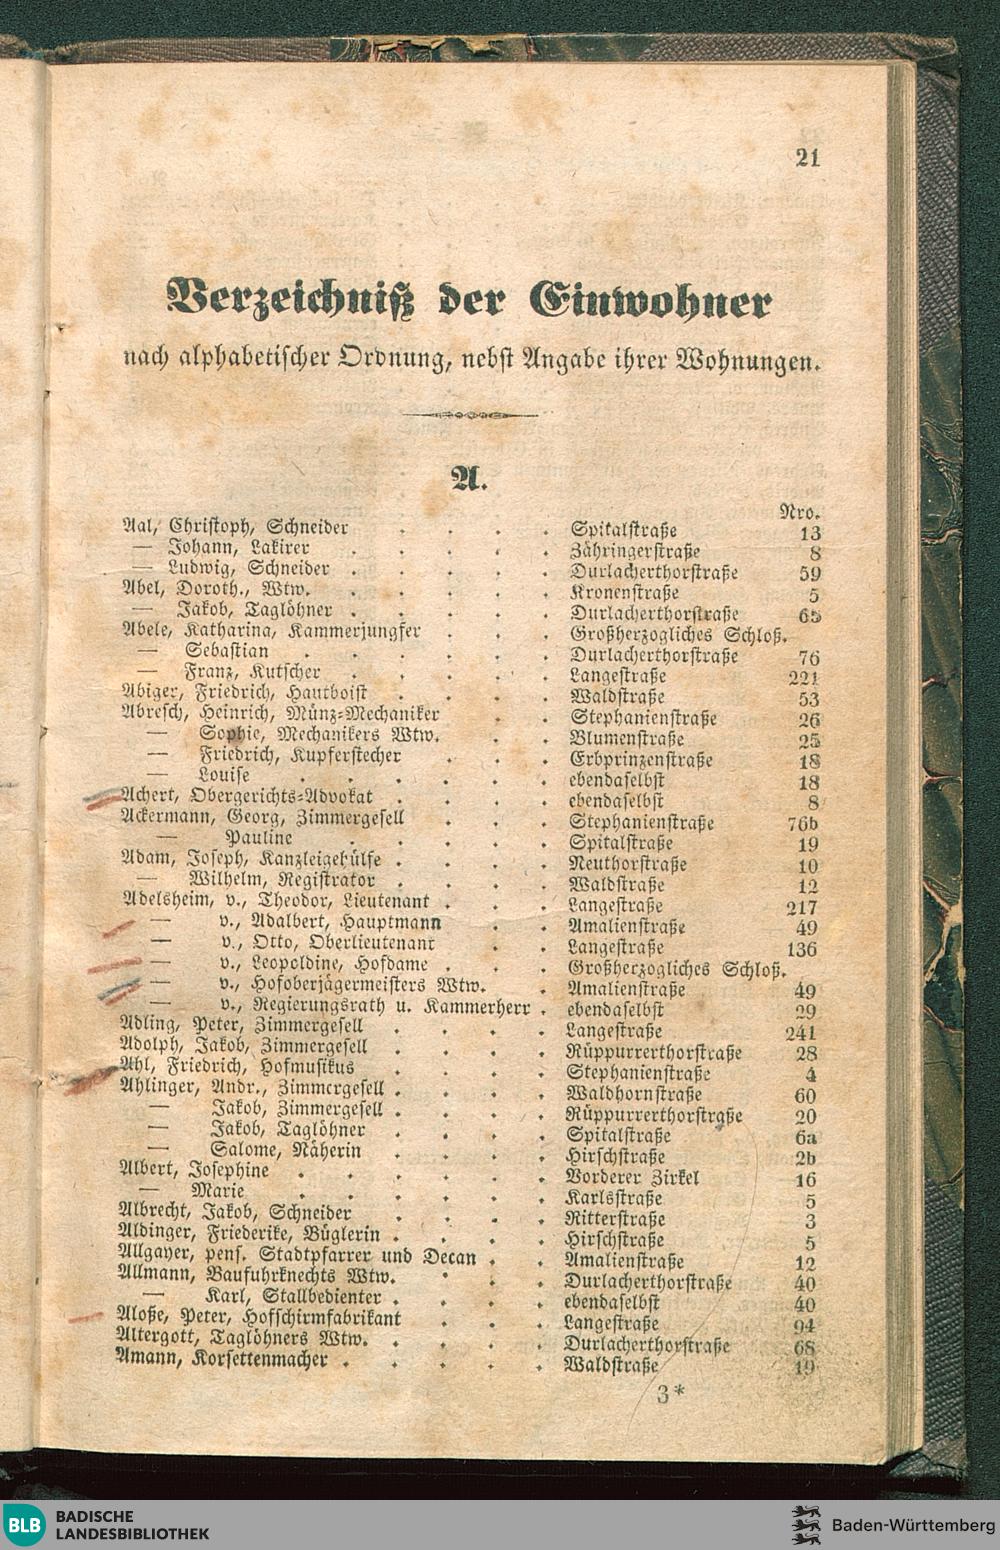 21
Verzeichniß der Einwohner
nach alphabetischer Ordnung, nebst Angabe ihrer Wohnungen.
A.
Nro.
Aal, Christoph, Schneider . . . . Spitalstraße 13
— Johann, Lakirer . . . . . Zähringerstraße 8
— Ludwig, Schneider . . . . . Durlacherthorstraße 59
Abel, Doroth., Wtw. . . . . . Kronenstraße 5
— Jakob, Taglöhner . . . . . Durlacherthorstraße 65
Abele, Katharina, Kammerjungfer . . . Großherzogliches Schloß.
— Sebastian . . . . . . Durlacherthorstraße 76
— Franz, Kutscher . . . . . Langestraße 221
Abiger, Friedrich, Hautboist . . . . Waldstraße 53
Abresch, Heinrich, Münz-Mechaniker . . Stephanienstraße 26
— Sophie, Mechanikers Wtw. . . . Blumenstraße 25
— Friedrich, Kupferstecher . . . Erbprinzenstraße 18
— Louise . . . . . . ebendaselbst 18
Achert, Obergerichts-Advokat . . . . ebendaselbst 8
Ackermann, Georg, Zimmergesell . . . Stephanienstraße 76b
— Pauline . . . . . Spitalstraße 19
Adam, Joseph, Kanzleigehülfe . . . . Neuthorstraße 10
— Wilhelm, Registrator . . . . Waldstraße 12
Adelsheim, v., Theodor, Lieutenant . . . Langestraße 217
— v., Adalbert, Hauptmann . . Amalienstraße 49
— v., Otto, Oberlieutenant . . Langestraße 136
— v., Leopoldine, Hofdame . . . Großherzogliches Schloß.
— v., Hofoberjägermeisters Wtw. . Amalienstraße 49
— v., Regierungsrath u. Kammerherr . ebendaselbst 29
Adling, Peter, Zimmergesell . . . . Langestraße 241
Adolph, Jakob, Zimmergesell . . . . Rüppurrerthorstraße 28
Ahl, Friedrich, Hofmusikus . . . . Stephanienstraße 4
Ahlinger, Andr., Zimmergesell . . . . Waldhornstraße 60
— Jakob, Zimmergesell . . . . Rüppurrerthorstraße 20
— Jakob, Taglöhner . . . . Spitalstraße 6a
— Salome, Näherin . . . . Hirschstraße 2b
Albert, Josephine . . . . . . Vorderer Zirkel 16
— Marie . . . . . . Karlsstraße 5
Albrecht, Jakob, Schneider . . . . Ritterstraße 3
Aldinger, Friederike, Büglerin . . . . Hirschstraße 5
Allgayer, pens. Stadtpfarrer und Decan . . Amalienstraße 12
Allmann, Baufuhrknechts Wtw. . . . Durlacherthorstraße 40
— Karl, Stallbedienter . . . . ebendaselbst 40
Aloße, Peter, Hofschirmfabrikant . . . Langestraße 94
Altergott, Taglöhners Wtw. . . . . Durlacherthorstraße 68
Amann, Korsettenmacher . . . . . Waldstraße 19
3*
BLB BADISCHE
LANDESBIBLIOTHEK
Baden-Württemberg